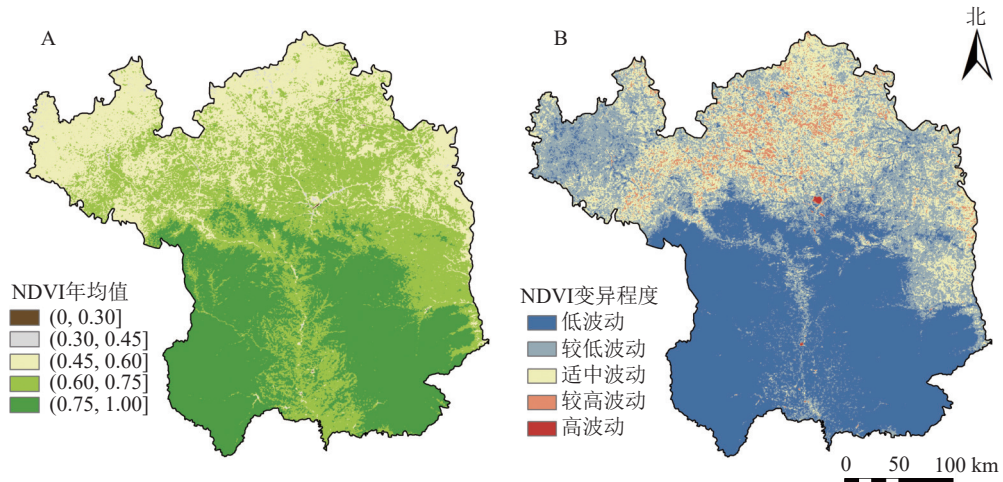 A
NDVI年均值
(0, 0.30]
(0.30, 0.45]
(0.45, 0.60]
(0.60, 0.75]
(0.75, 1.00]
B
北
NDVI变异程度
低波动
较低波动
适中波动
较高波动
高波动
0 50 100 km